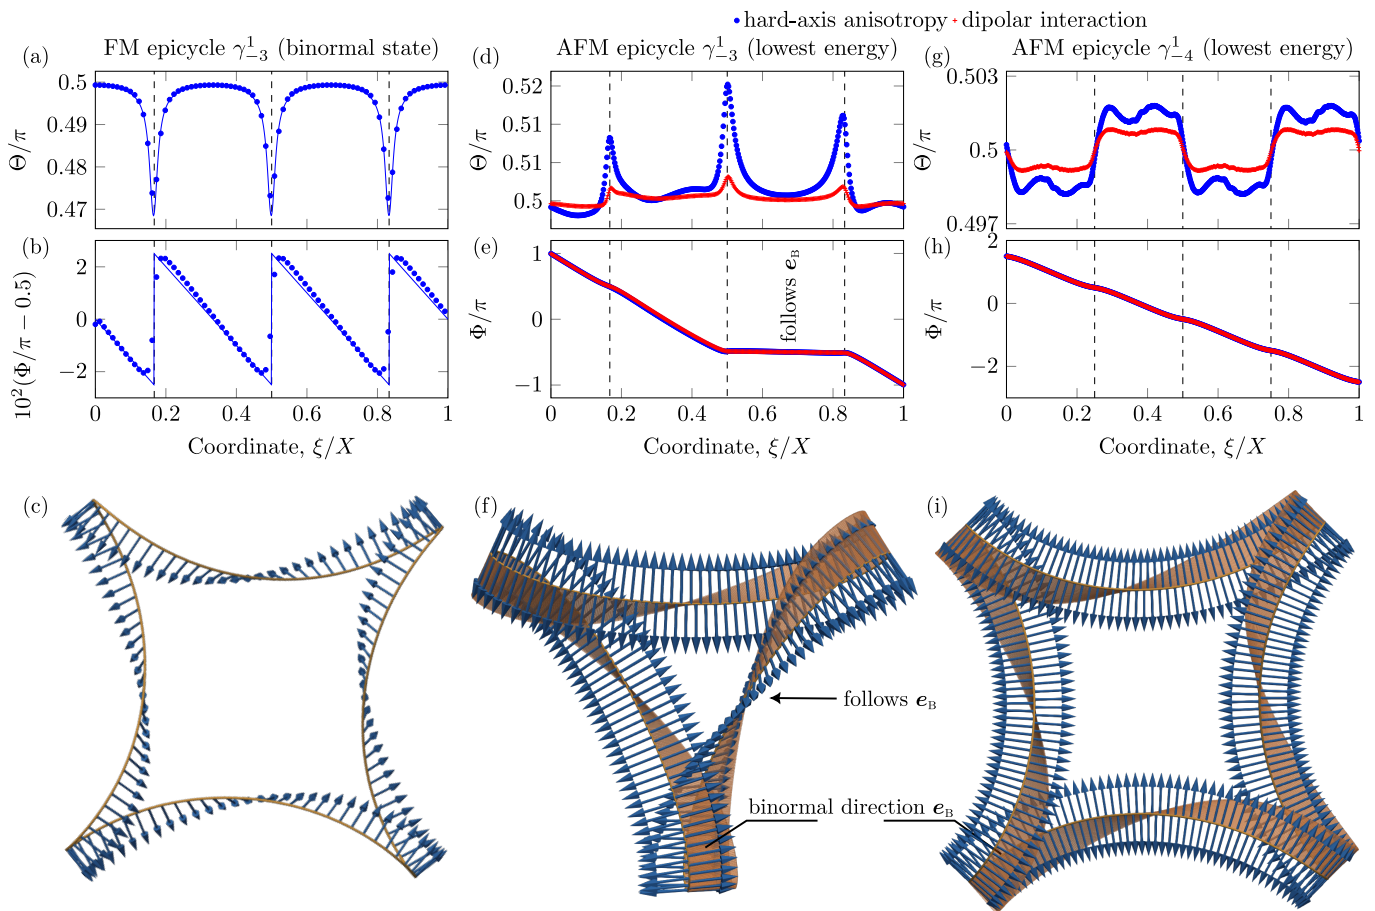 hard-axis anisotropy dipolar interaction
(a) FM epicycle γ¹₋₃ (binormal state)
0.5
0.49
0.48
0.47
Θ/π
(b)
2
0
−2
10²(Φ/π − 0.5)
0 0.2 0.4 0.6 0.8 1
Coordinate, ξ/X
(c)
(d) AFM epicycle γ¹₋₃ (lowest energy)
0.52
0.51
0.51
0.5
Θ/π
(e)
1
0
−1
Φ/π
follows e_B
0 0.2 0.4 0.6 0.8 1
Coordinate, ξ/X
(f)
follows e_B
binormal direction e_B
(g) AFM epicycle γ¹₋₄ (lowest energy)
0.503
0.5
0.497
Θ/π
(h)
2
0
−2
Φ/π
0 0.2 0.4 0.6 0.8 1
Coordinate, ξ/X
(i)